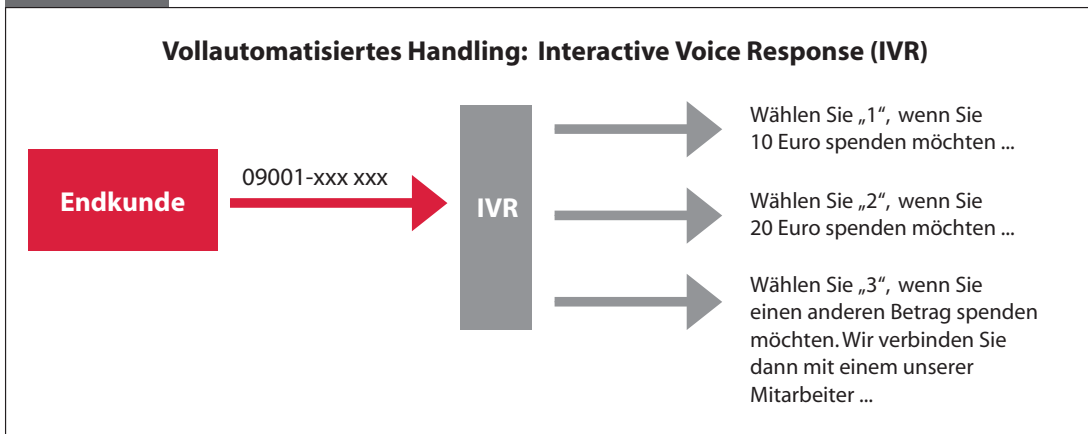 Vollautomatisiertes Handling: Interactive Voice Response (IVR)
Endkunde
09001-xxx xxx
IVR
Wählen Sie „1“, wenn Sie
10 Euro spenden möchten ...
Wählen Sie „2“, wenn Sie
20 Euro spenden möchten ...
Wählen Sie „3“, wenn Sie
einen anderen Betrag spenden
möchten. Wir verbinden Sie
dann mit einem unserer
Mitarbeiter ...